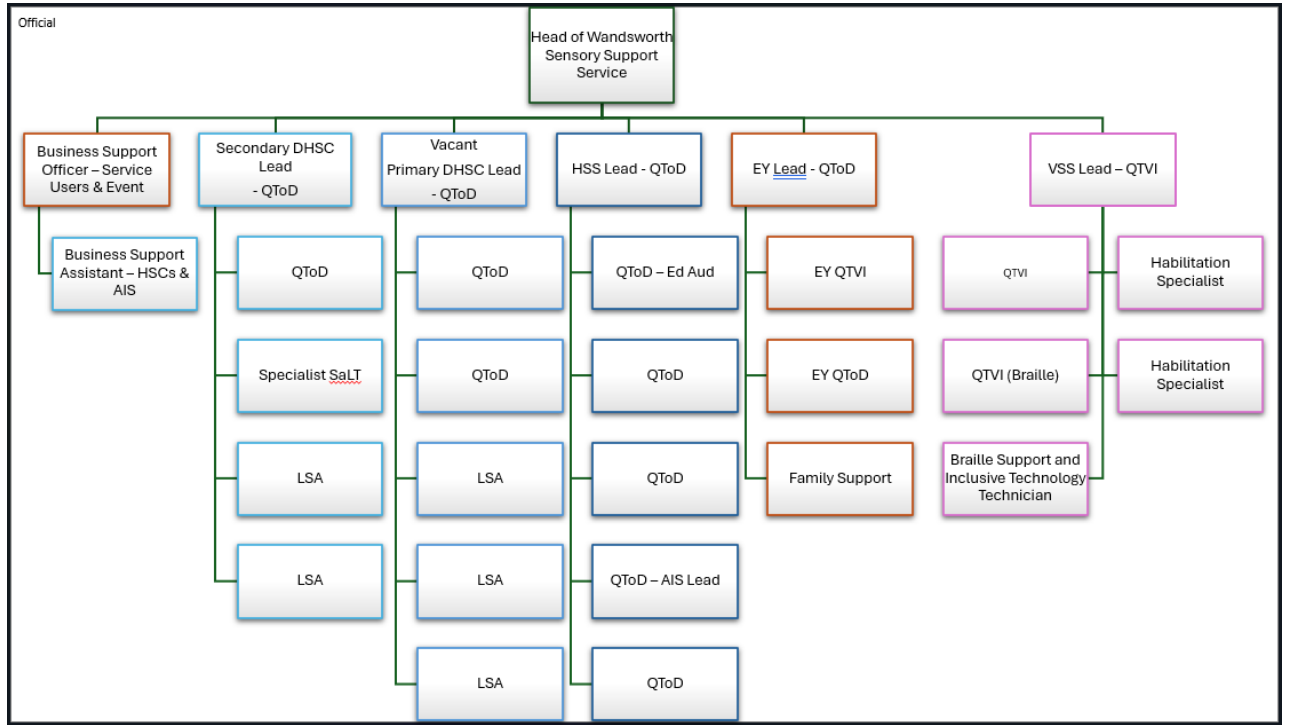 Official
Head of Wandsworth
Sensory Support
Service
Business Support
Officer – Service
Users & Event
Business Support
Assistant – HSCs &
AIS
Secondary DHSC
Lead
- QToD
QToD
Specialist SaLT
LSA
LSA
Vacant
Primary DHSC Lead
- QToD
QToD
QToD
LSA
LSA
LSA
HSS Lead - QToD
QToD – Ed Aud
QToD
QToD
QToD – AIS Lead
QToD
EY Lead - QToD
EY QTVI
EY QToD
Family Support
VSS Lead – QTVI
QTVI
QTVI (Braille)
Braille Support and
Inclusive Technology
Technician
Habilitation
Specialist
Habilitation
Specialist